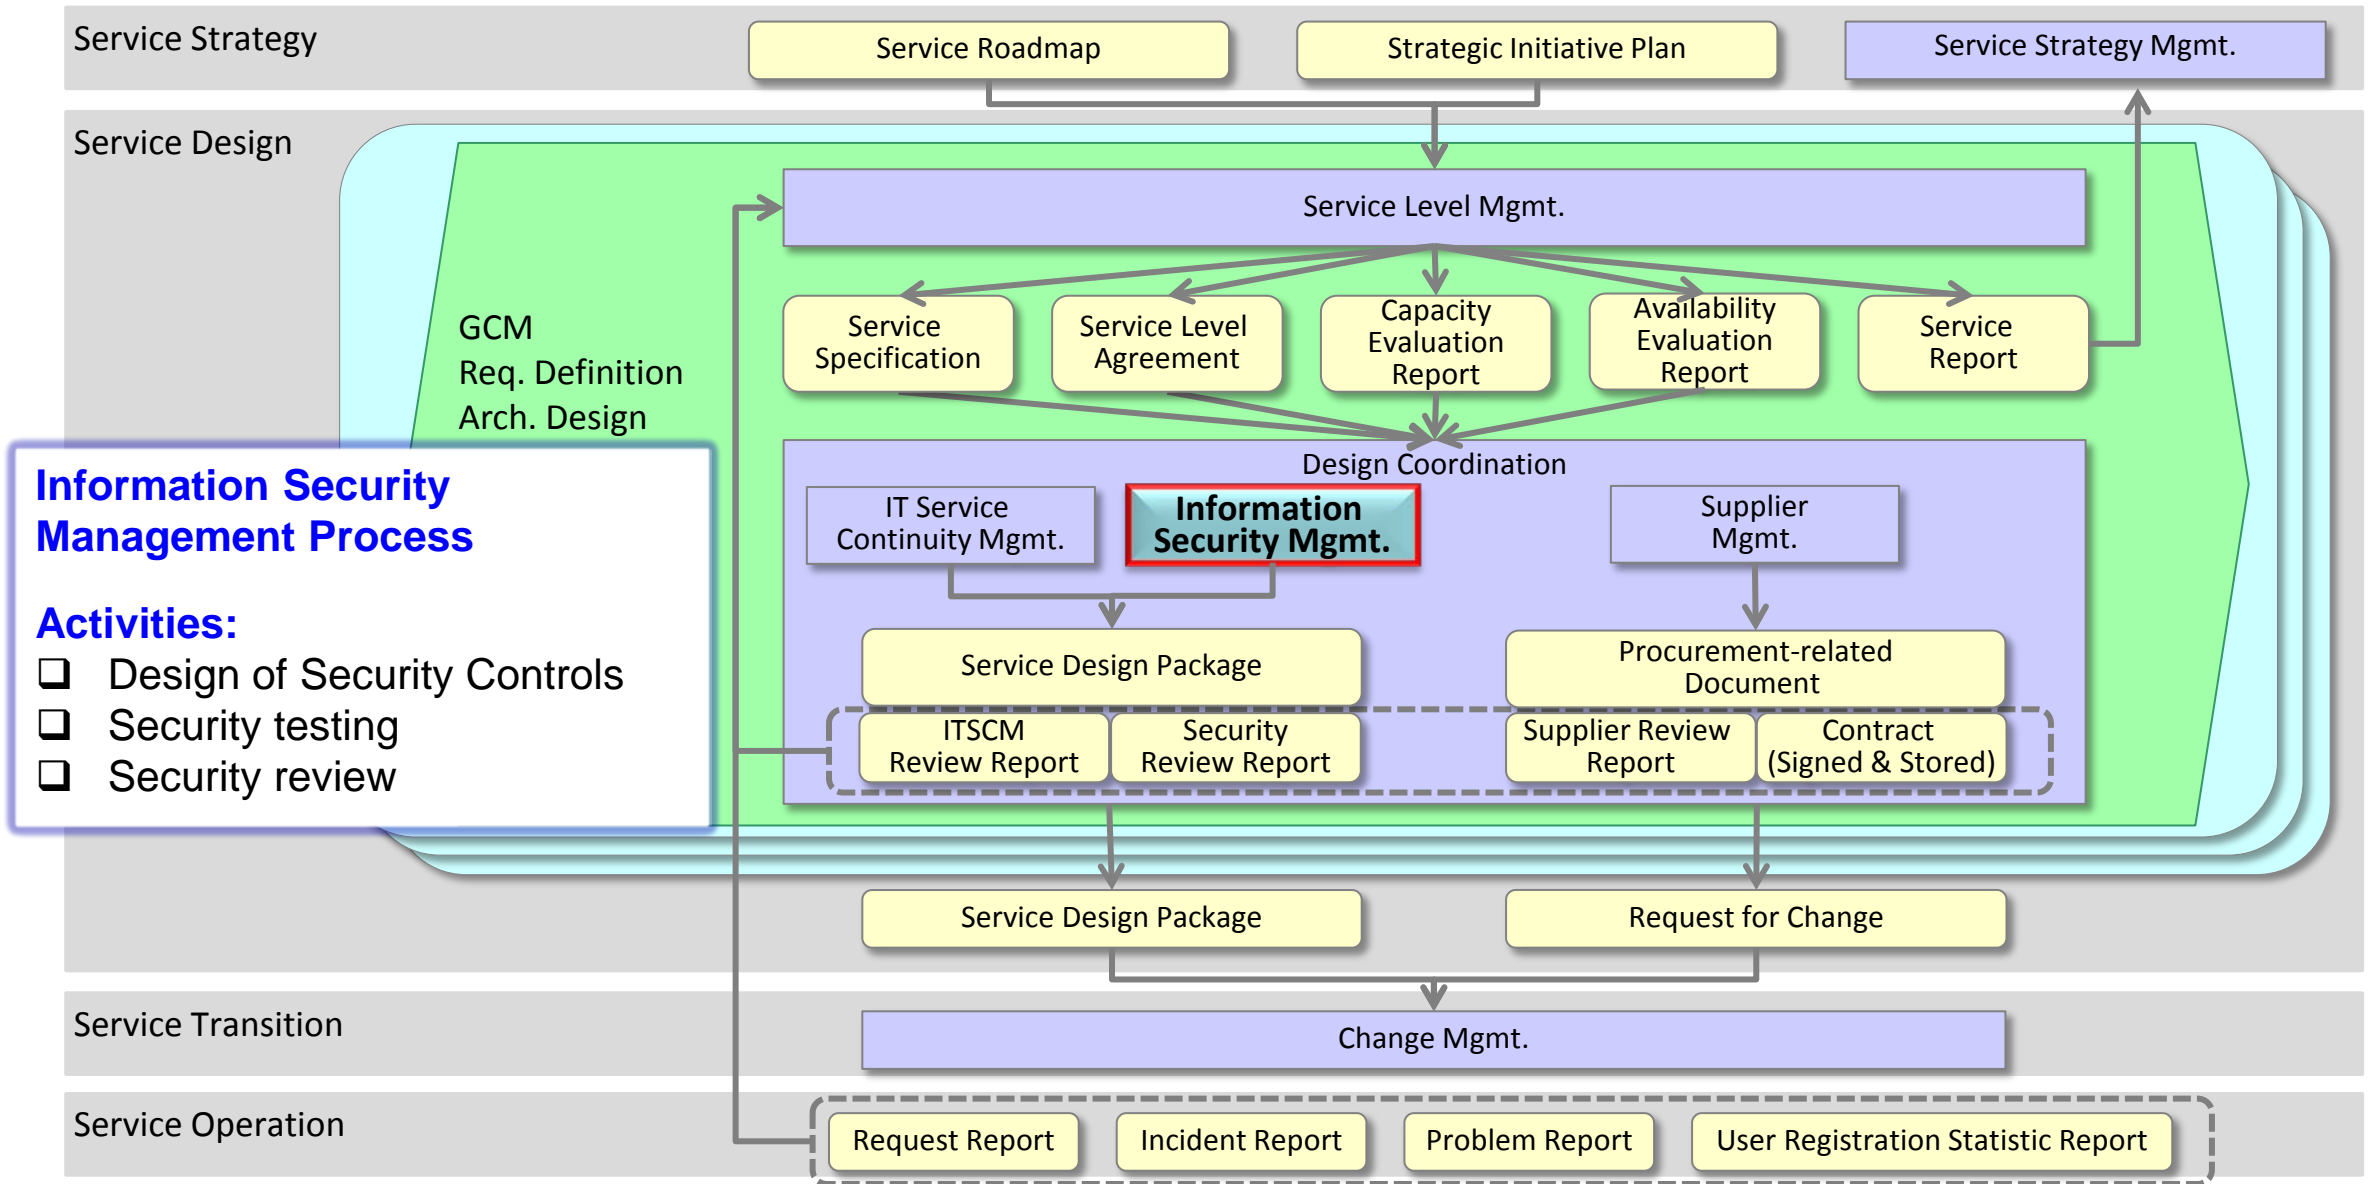 Service Strategy
Service Roadmap
Strategic Initiative Plan
Service Strategy Mgmt.
Service Design
Service Level Mgmt.
GCM
Req. Definition
Arch. Design
Service
Specification
Service Level
Agreement
Capacity
Evaluation
Report
Availability
Evaluation
Report
Service
Report
Information Security
Management Process
Activities:
Design of Security Controls
Security testing
Security review
Design Coordination
IT Service
Continuity Mgmt.
Information
Security Mgmt.
Supplier
Mgmt.
Service Design Package
Procurement-related
Document
ITSCM
Review Report
Security
Review Report
Supplier Review
Report
Contract
(Signed & Stored)
Service Design Package
Request for Change
Service Transition
Change Mgmt.
Service Operation
Request Report
Incident Report
Problem Report
User Registration Statistic Report